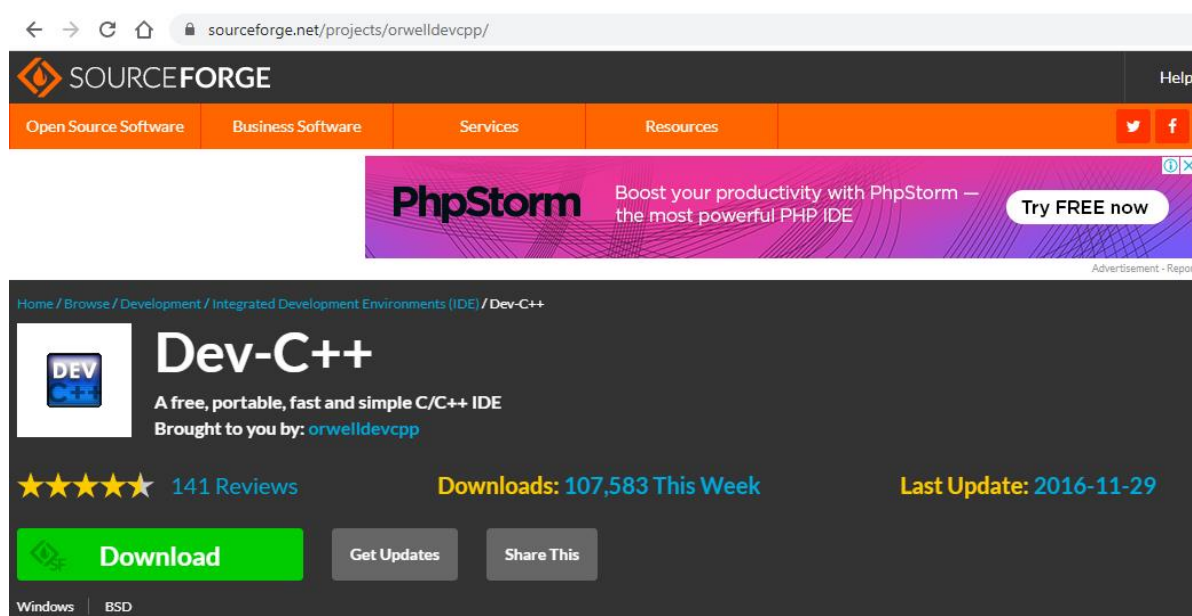 sourceforge.net/projects/orwelldevcpp/
SOURCEFORGE
Help
Open Source Software Business Software Services Resources
PhpStorm
Boost your productivity with PhpStorm —
the most powerful PHP IDE
Try FREE now
Advertisement - Repor
Home / Browse / Development / Integrated Development Environments (IDE) / Dev-C++
DEV
C++
Dev-C++
A free, portable, fast and simple C/C++ IDE
Brought to you by: orwelldevcpp
141 Reviews Downloads: 107,583 This Week Last Update: 2016-11-29
SF
Download Get Updates Share This
Windows BSD